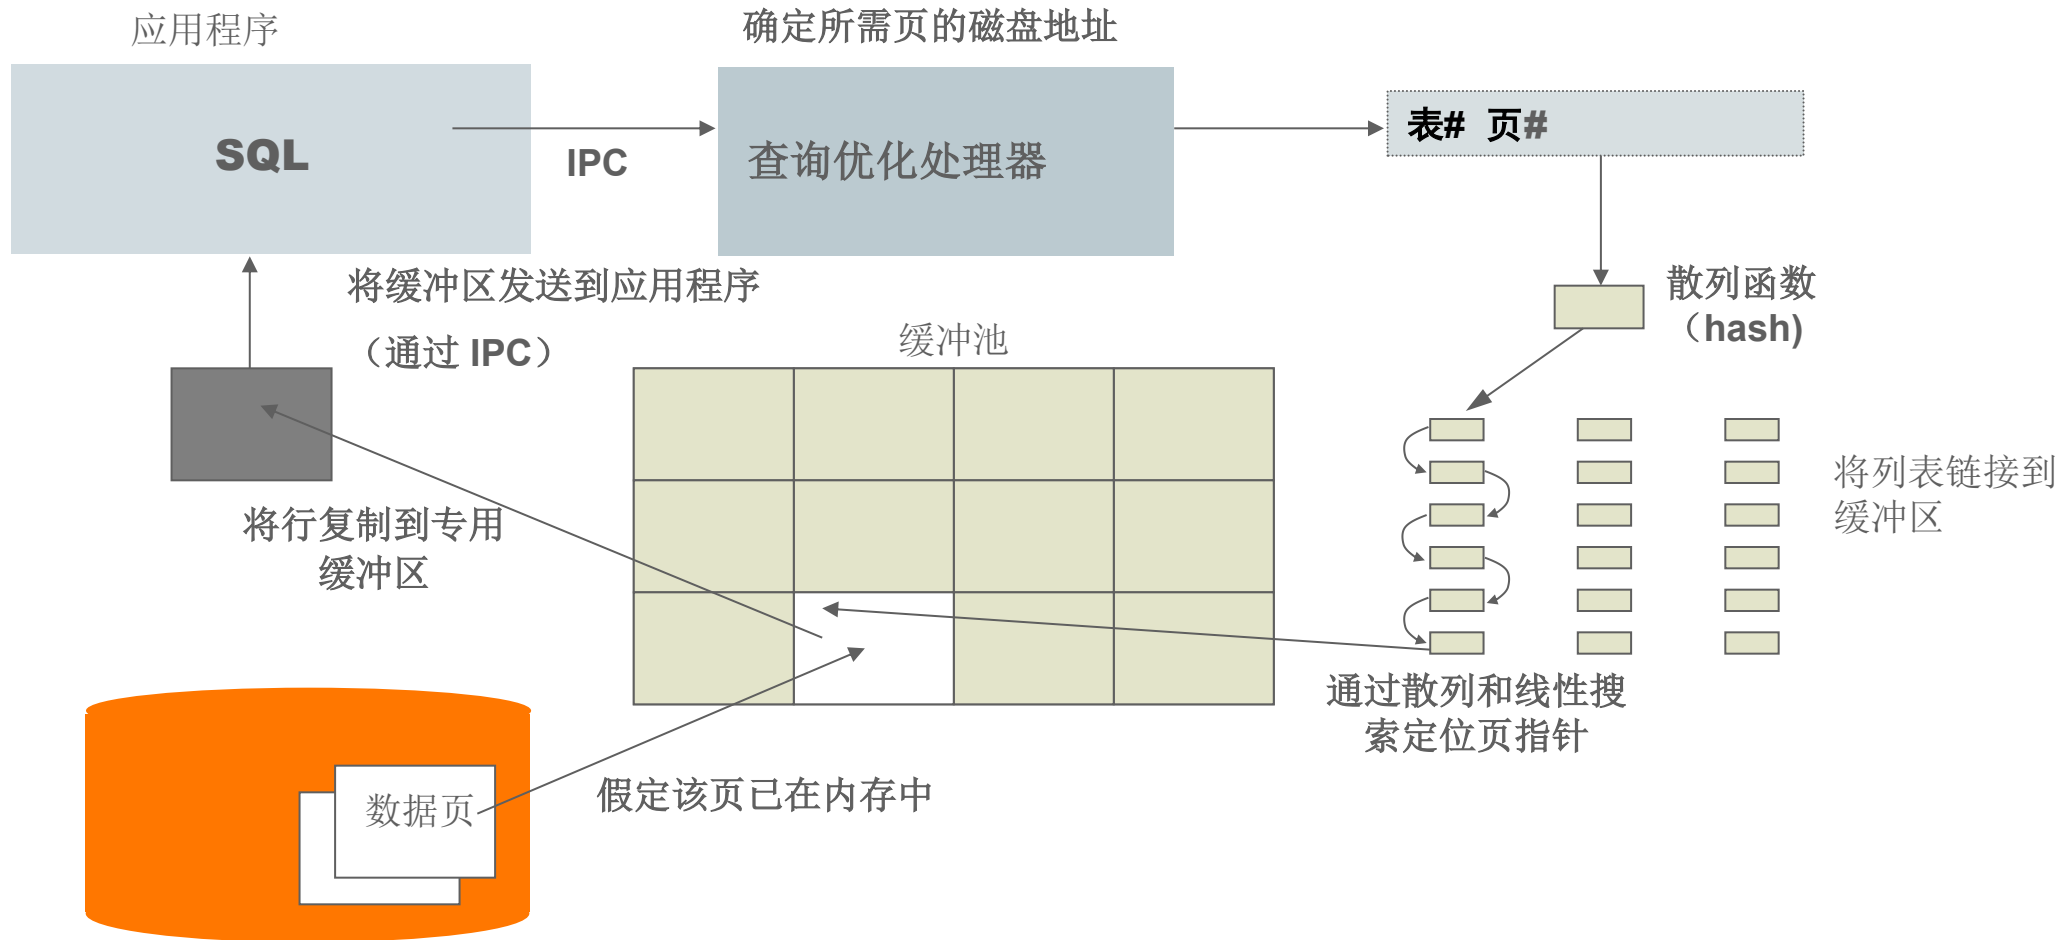 应用程序
确定所需页的磁盘地址
SQL
IPC
查询优化处理器
表# 页#
将缓冲区发送到应用程序
（通过 IPC）
散列函数
（hash)
缓冲池
将列表链接到
缓冲区
将行复制到专用
缓冲区
通过散列和线性搜
索定位页指针
假定该页已在内存中
数据页